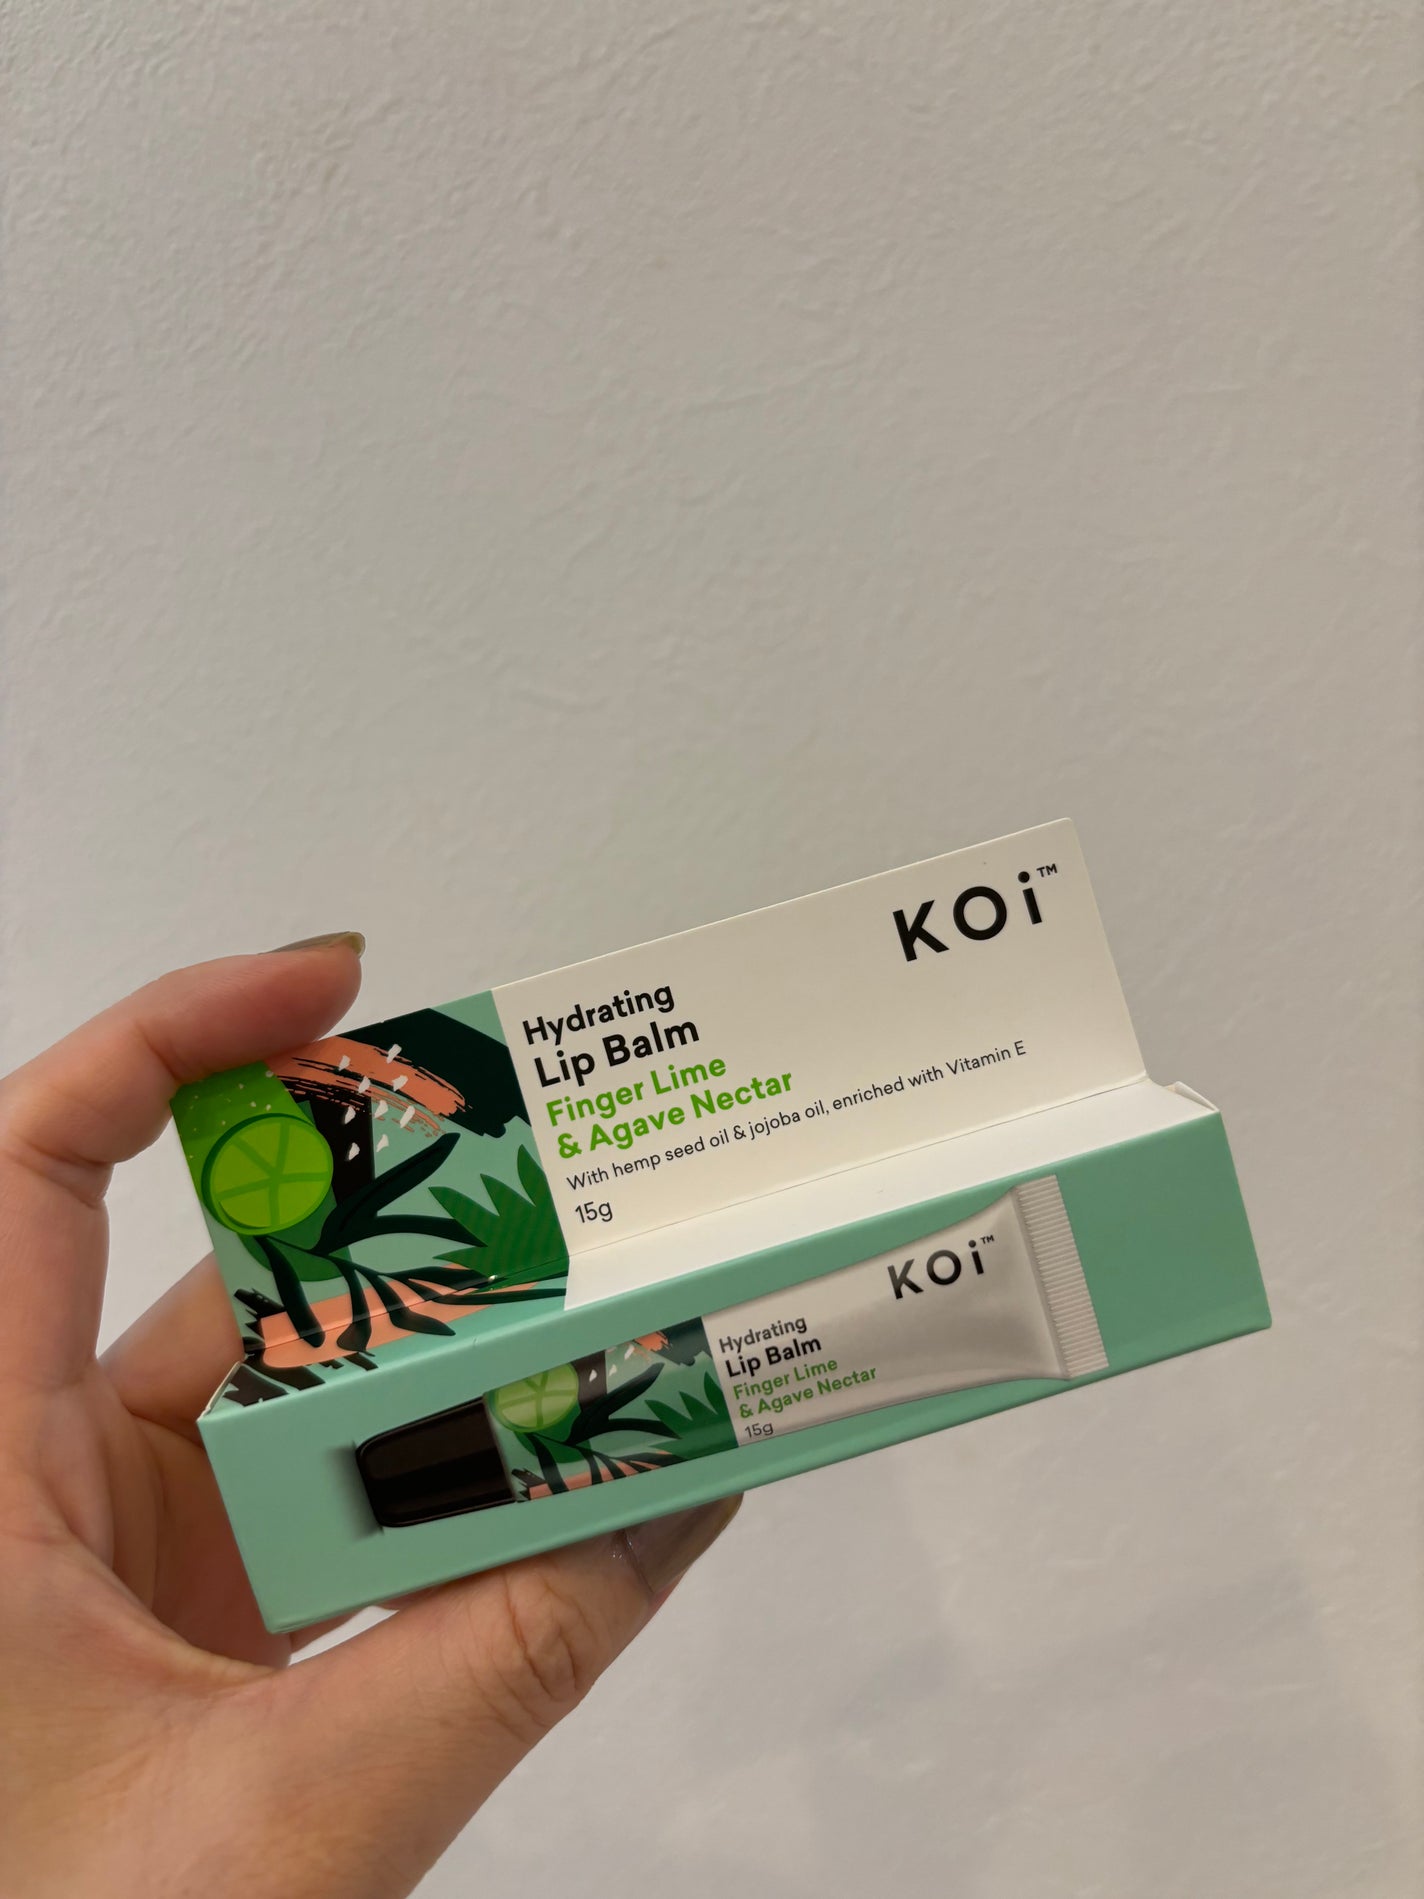 KOi™
Hydrating
Lip Balm
Finger Lime
& Agave Nectar
With hemp seed oil & jojoba oil, enriched with Vitamin E
15g
KOi™
Hydrating
Lip Balm
Finger Lime
& Agave Nectar
15g